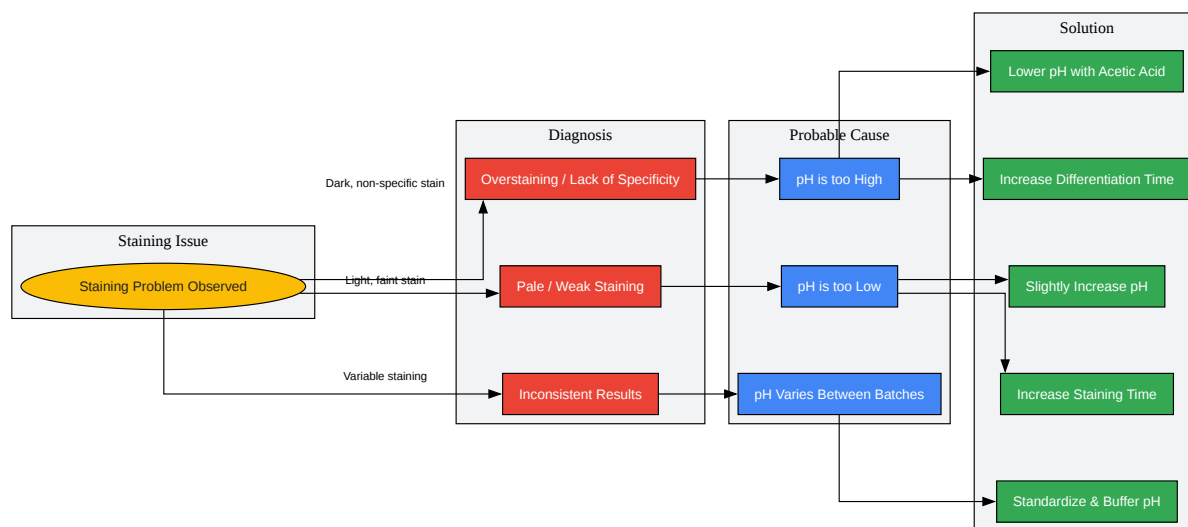 Solution
Lower pH with Acetic Acid
Diagnosis
Probable Cause
Dark, non-specific stain
Overstaining / Lack of Specificity
pH is too High
Increase Differentiation Time
Staining Issue
Staining Problem Observed
Light, faint stain
Pale / Weak Staining
pH is too Low
Slightly Increase pH
Variable staining
Inconsistent Results
pH Varies Between Batches
Increase Staining Time
Standardize & Buffer pH